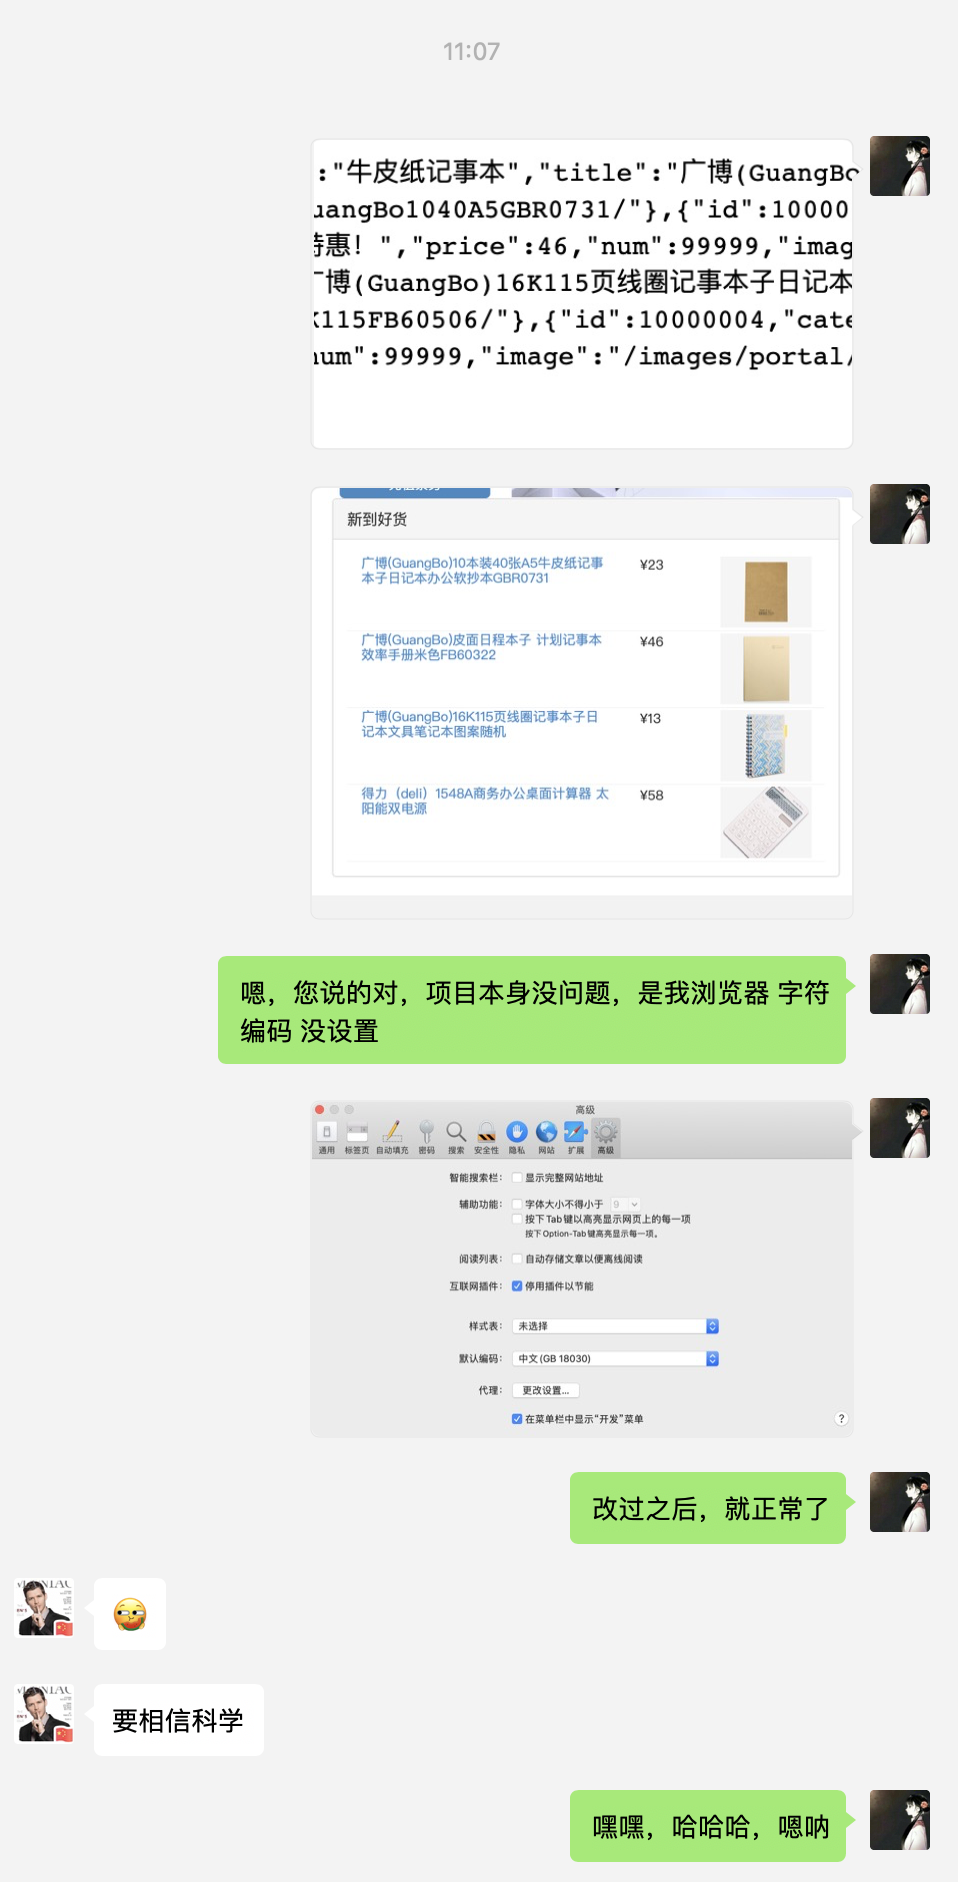 11:07
:"牛皮纸记事本","title":"广博(GuangBo
uangBo1040A5GBR0731/"},{"id":10000
特惠！","price":46,"num":99999,"imag
广博(GuangBo)16K115页线圈记事本子日记本
K115FB60506/"},{"id":10000004,"cate
num":99999,"image":"/images/portal/
新到好货
广博(GuangBo)10本装40张A5牛皮纸记事
本子日记本办公软抄本GBR0731
¥23
广博(GuangBo)皮面日程本子 计划记事本
效率手册米色FB60322
¥46
广博(GuangBo)16K115页线圈记事本子日
记本文具笔记本图案随机
¥13
得力（deli）1548A商务办公桌面计算器 太
阳能双电源
¥58
嗯，您说的对，项目本身没问题，是我浏览器 字符
编码 没设置
高级
通用 标签页 自动填充 密码 搜索 安全性 隐私 网站 扩展 高级
智能搜索栏： 显示完整网站地址
辅助功能： 字体大小不得小于 9
按下 Tab 键以高亮显示网页上的每一项
按下 Option-Tab 键高亮显示每一项。
阅读列表： 自动存储文章以便离线阅读
互联网插件： 停用插件以节能
样式表： 未选择
默认编码： 中文 (GB 18030)
代理： 更改设置...
在菜单栏中显示“开发”菜单
?
改过之后，就正常了
要相信科学
嘿嘿，哈哈哈，嗯呐